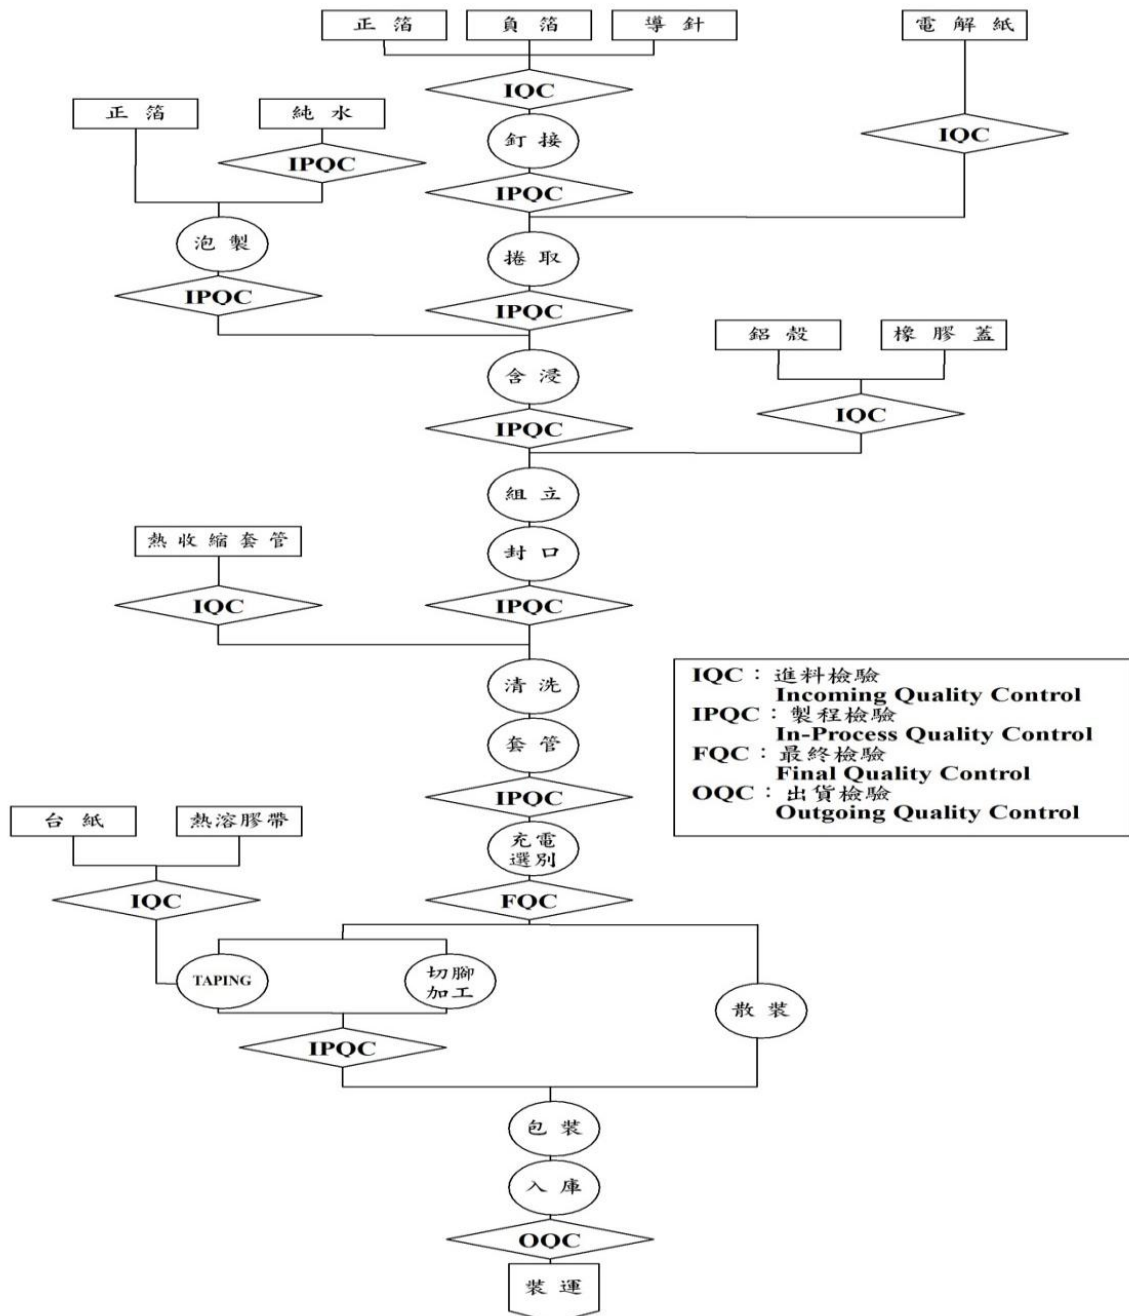 正箔
負箔
導針
電解紙
IQC
正箔
純水
釘接
IQC
IPQC
IPQC
泡製
捲取
IPQC
IPQC
鋁殼
橡膠蓋
含浸
IPQC
IQC
組立
熱收縮套管
封口
IQC
IPQC
清洗
IQC：進料檢驗
Incoming Quality Control
IPQC：製程檢驗
In-Process Quality Control
FQC：最終檢驗
Final Quality Control
OQC：出貨檢驗
Outgoing Quality Control
套管
IPQC
台紙
熱溶膠帶
充電
選別
IQC
FQC
TAPING
切腳
加工
散裝
IPQC
包裝
入庫
OQC
裝運